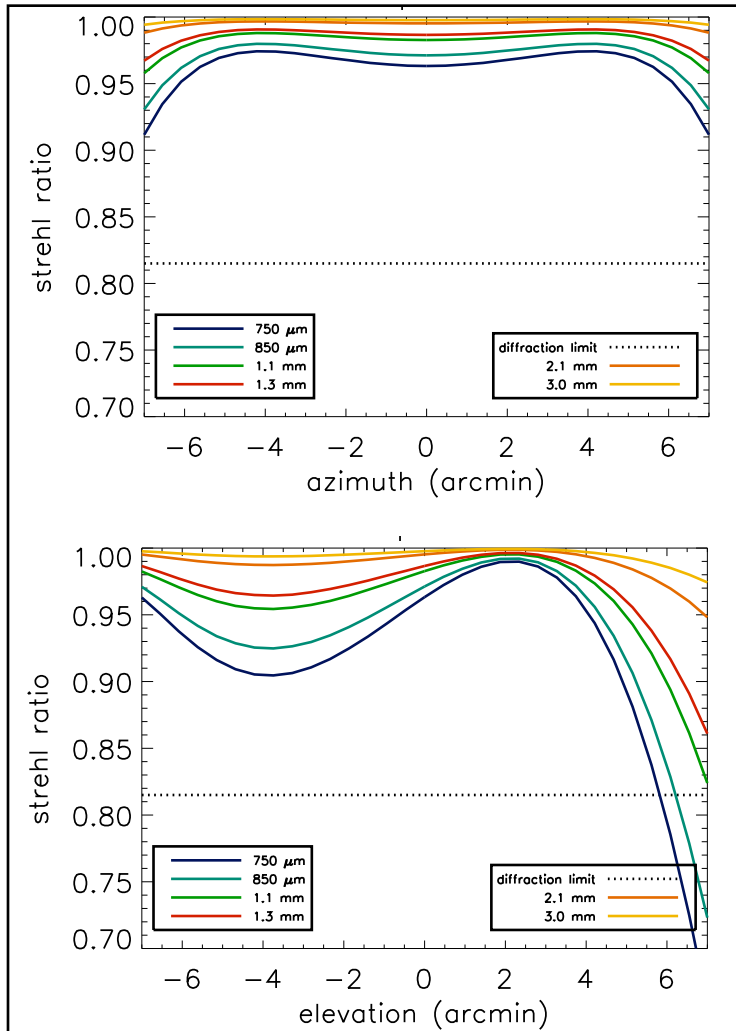 1.00
0.95
0.90
0.85
0.80
0.75
0.70
strehl ratio
750 μm
850 μm
1.1 mm
1.3 mm
diffraction limit
2.1 mm
3.0 mm
−6 −4 −2 0 2 4 6
azimuth (arcmin)
1.00
0.95
0.90
0.85
0.80
0.75
0.70
strehl ratio
750 μm
850 μm
1.1 mm
1.3 mm
diffraction limit
2.1 mm
3.0 mm
−6 −4 −2 0 2 4 6
elevation (arcmin)